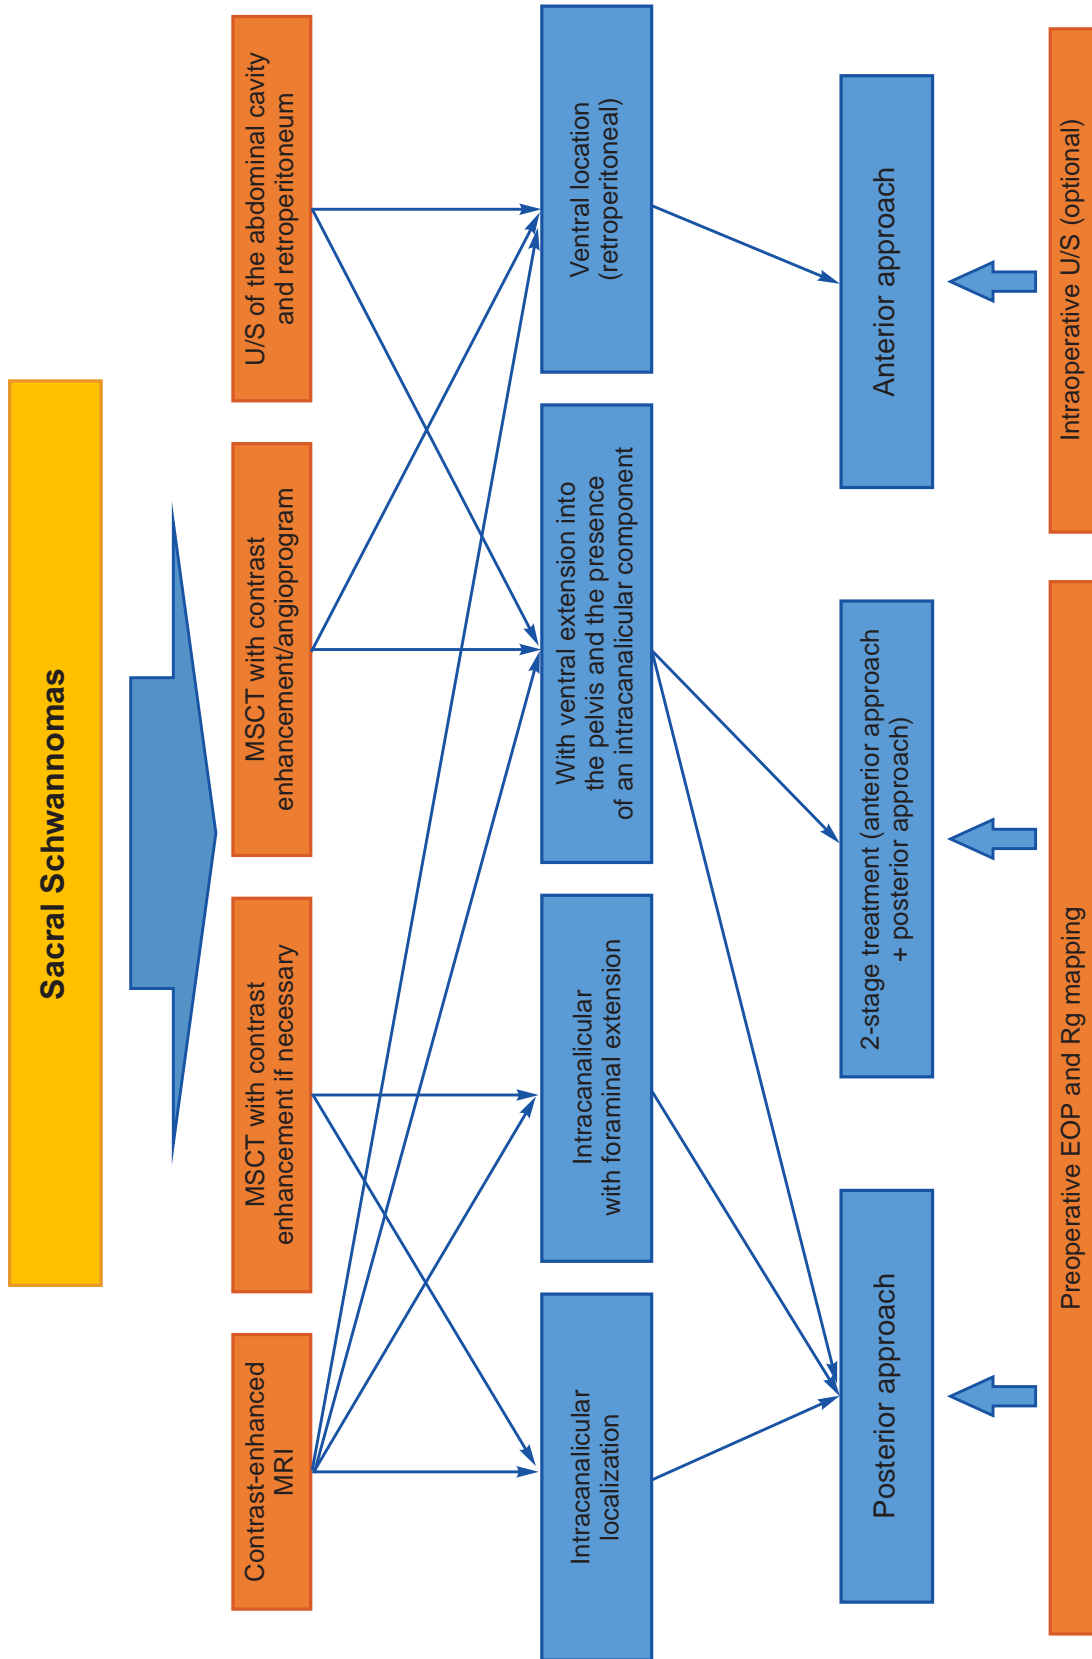 Sacral Schwannomas
Contrast-enhanced
MRI
MSCT with contrast
enhancement if necessary
MSCT with contrast
enhancement/angioprogram
U/S of the abdominal cavity
and retroperitoneum
Intracanalicular
localization
Intracanalicular
with foraminal extension
With ventral extension into
the pelvis and the presence
of an intracanalicular component
Ventral location
(retroperitoneal)
Posterior approach
2-stage treatment (anterior approach
+ posterior approach)
Anterior approach
Preoperative EOP and Rg mapping
Intraoperative U/S (optional)